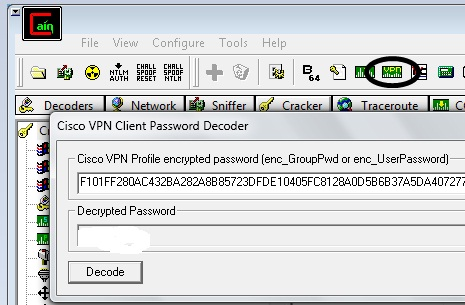 Cain
File View Configure Tools Help
NTLM AUTH
CHALL SPOOF RESET
CHALL SPOOF NTLM
B 64
VPN
Decoders Network Sniffer Cracker Traceroute
Cisco VPN Client Password Decoder
Cisco VPN Profile encrypted password (enc_GroupPwd or enc_UserPassword)
F101FF280AC432BA282A8B85723DFDE10405FC8128A0D5B6B37A5DA407277
Decrypted Password
Decode